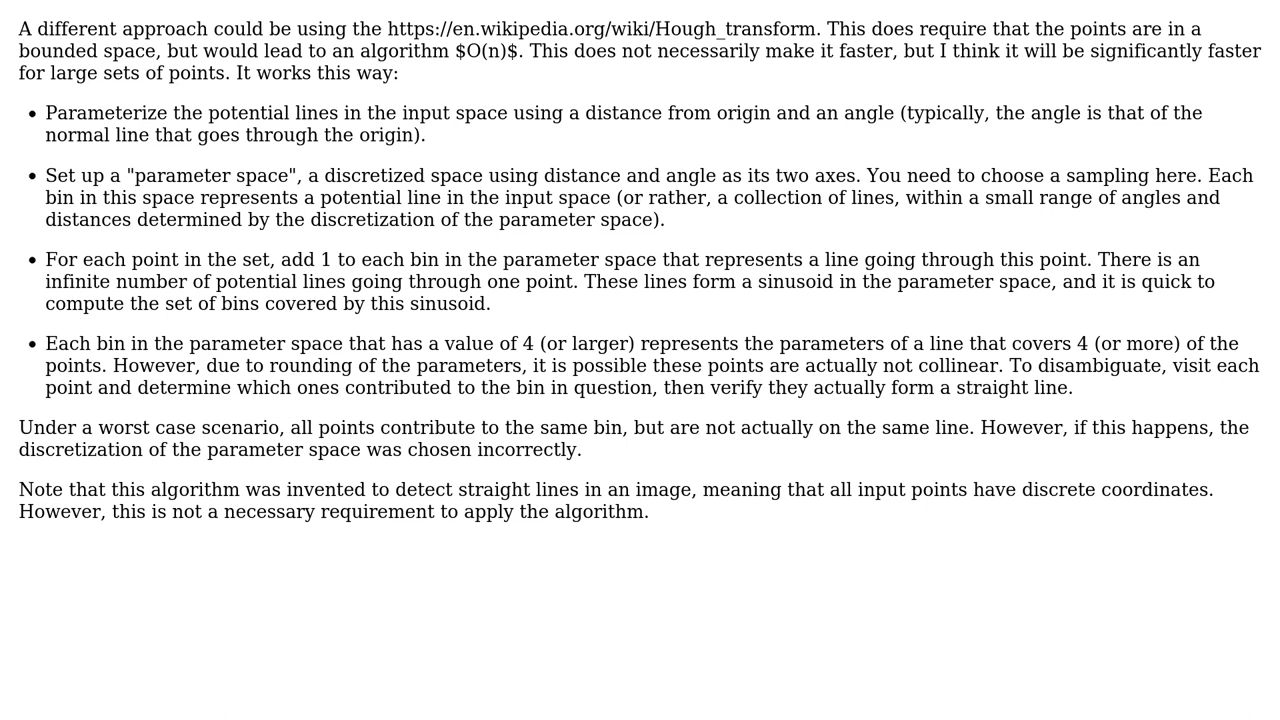 A different approach could be using the https://en.wikipedia.org/wiki/Hough_transform. This does require that the points are in a
bounded space, but would lead to an algorithm $O(n)$. This does not necessarily make it faster, but I think it will be significantly faster
for large sets of points. It works this way:
• Parameterize the potential lines in the input space using a distance from origin and an angle (typically, the angle is that of the
normal line that goes through the origin).
• Set up a "parameter space", a discretized space using distance and angle as its two axes. You need to choose a sampling here. Each
bin in this space represents a potential line in the input space (or rather, a collection of lines, within a small range of angles and
distances determined by the discretization of the parameter space).
• For each point in the set, add 1 to each bin in the parameter space that represents a line going through this point. There is an
infinite number of potential lines going through one point. These lines form a sinusoid in the parameter space, and it is quick to
compute the set of bins covered by this sinusoid.
• Each bin in the parameter space that has a value of 4 (or larger) represents the parameters of a line that covers 4 (or more) of the
points. However, due to rounding of the parameters, it is possible these points are actually not collinear. To disambiguate, visit each
point and determine which ones contributed to the bin in question, then verify they actually form a straight line.
Under a worst case scenario, all points contribute to the same bin, but are not actually on the same line. However, if this happens, the
discretization of the parameter space was chosen incorrectly.
Note that this algorithm was invented to detect straight lines in an image, meaning that all input points have discrete coordinates.
However, this is not a necessary requirement to apply the algorithm.